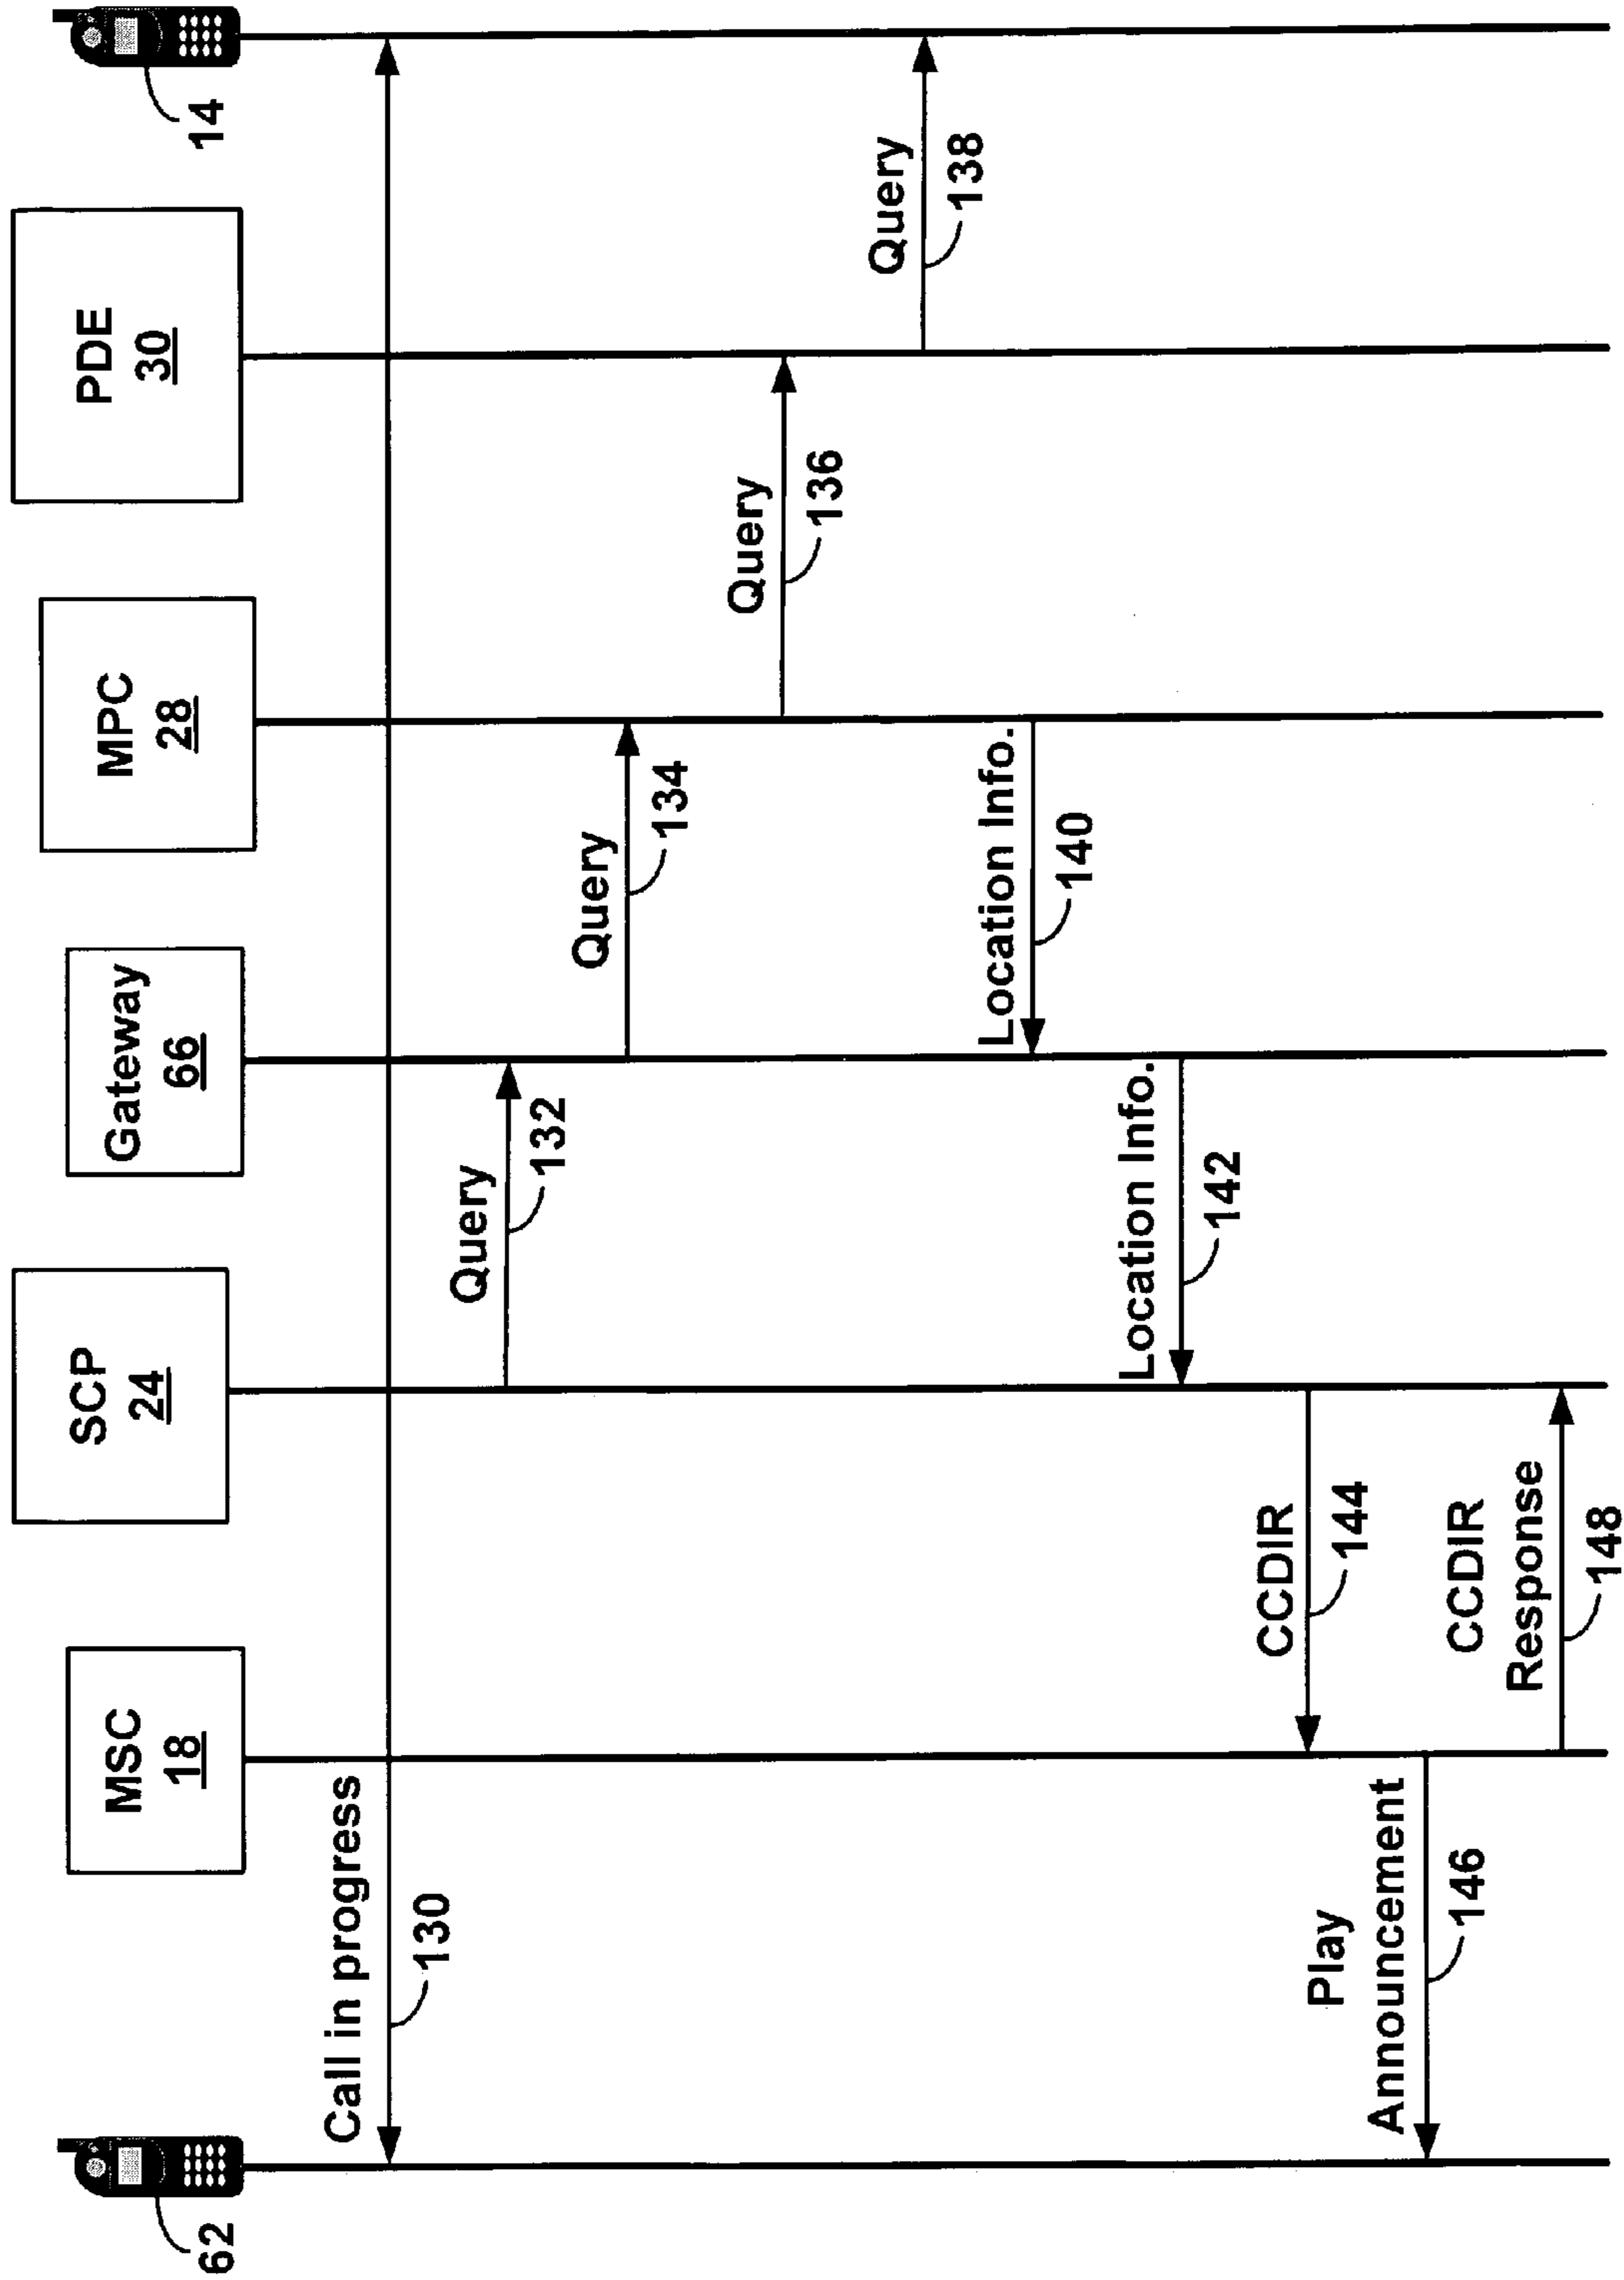 62
MSC
18
SCP
24
Gateway
66
MPC
28
PDE
30
14
Call in progress
130
Query
132
Query
134
Query
136
Query
138
Location Info.
140
Location Info.
142
CCDIR
144
Play
Announcement
146
CCDIR
Response
148